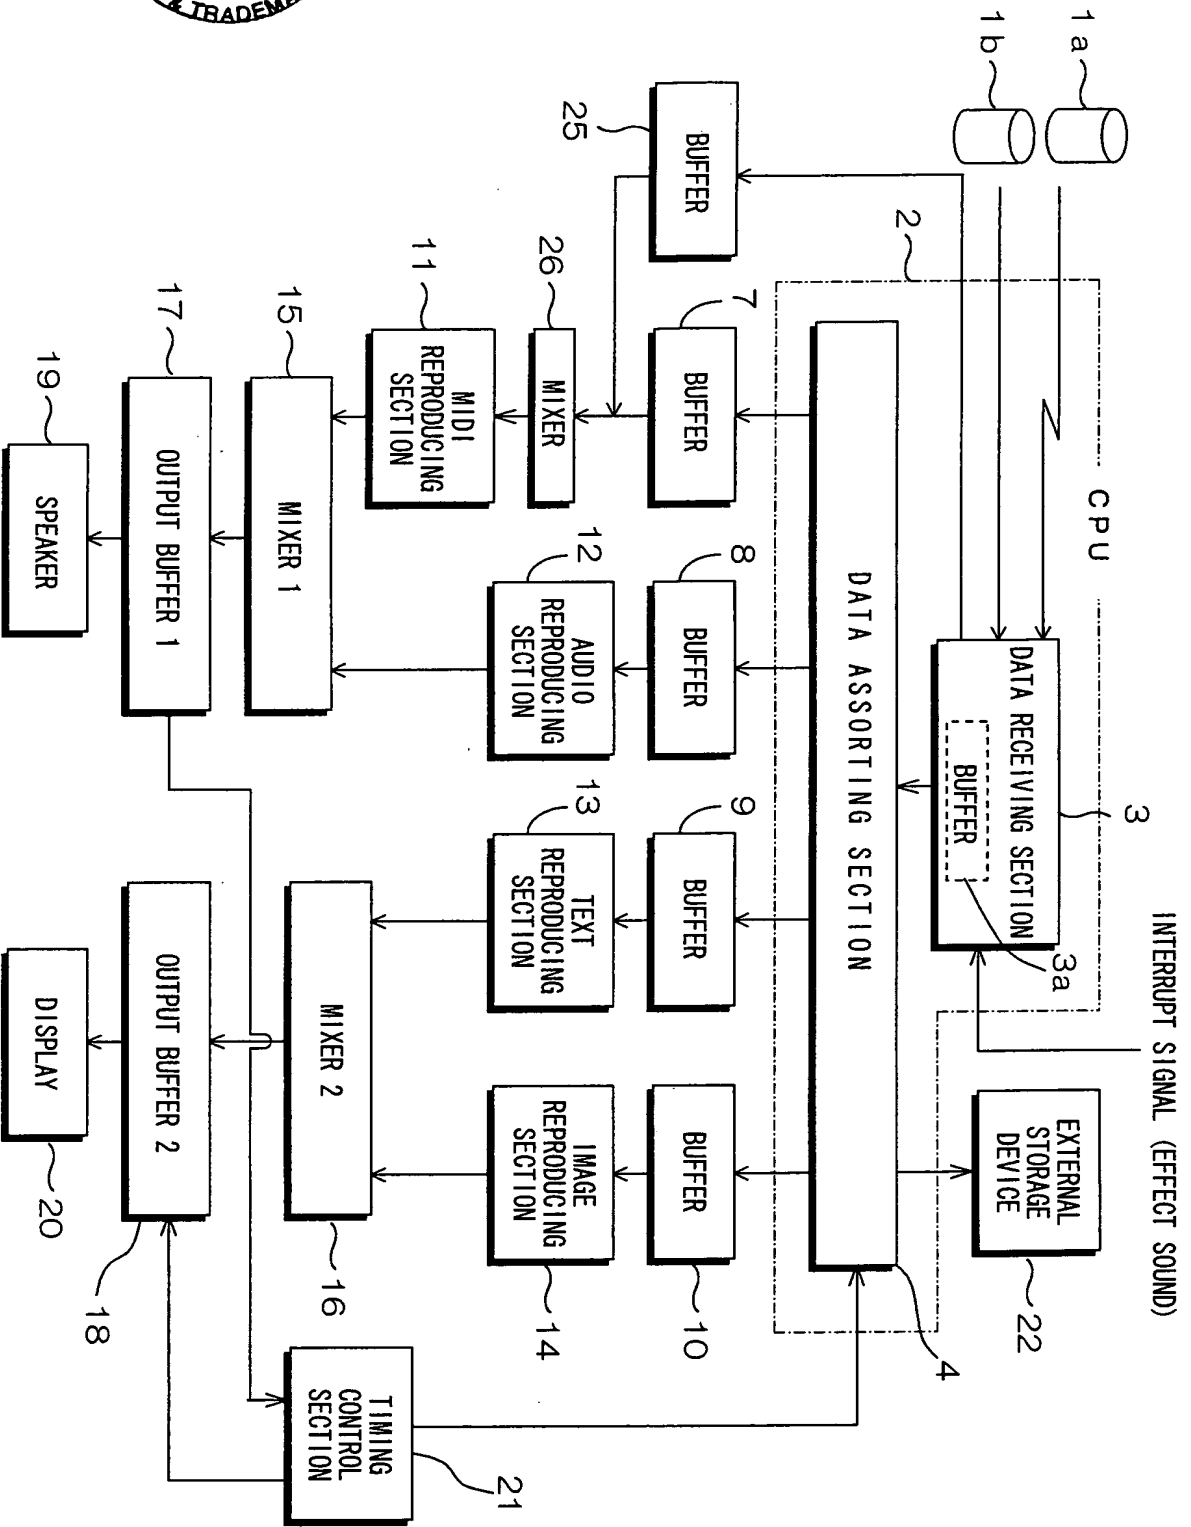 & TRADEMA
INTERRUPT SIGNAL (EFFECT SOUND)
1a
1b
CPU
2
3
DATA RECEIVING SECTION
BUFFER
3a
EXTERNAL
STORAGE
DEVICE
22
DATA ASSORTING SECTION
4
BUFFER
25
7
BUFFER
8
BUFFER
9
BUFFER
BUFFER
10
26
MIXER
11
MIDI
REPRODUCING
SECTION
12
AUDIO
REPRODUCING
SECTION
13
TEXT
REPRODUCING
SECTION
IMAGE
REPRODUCING
SECTION
14
15
MIXER 1
MIXER 2
16
TIMING
CONTROL
SECTION
21
17
OUTPUT BUFFER 1
OUTPUT BUFFER 2
18
19
SPEAKER
DISPLAY
20